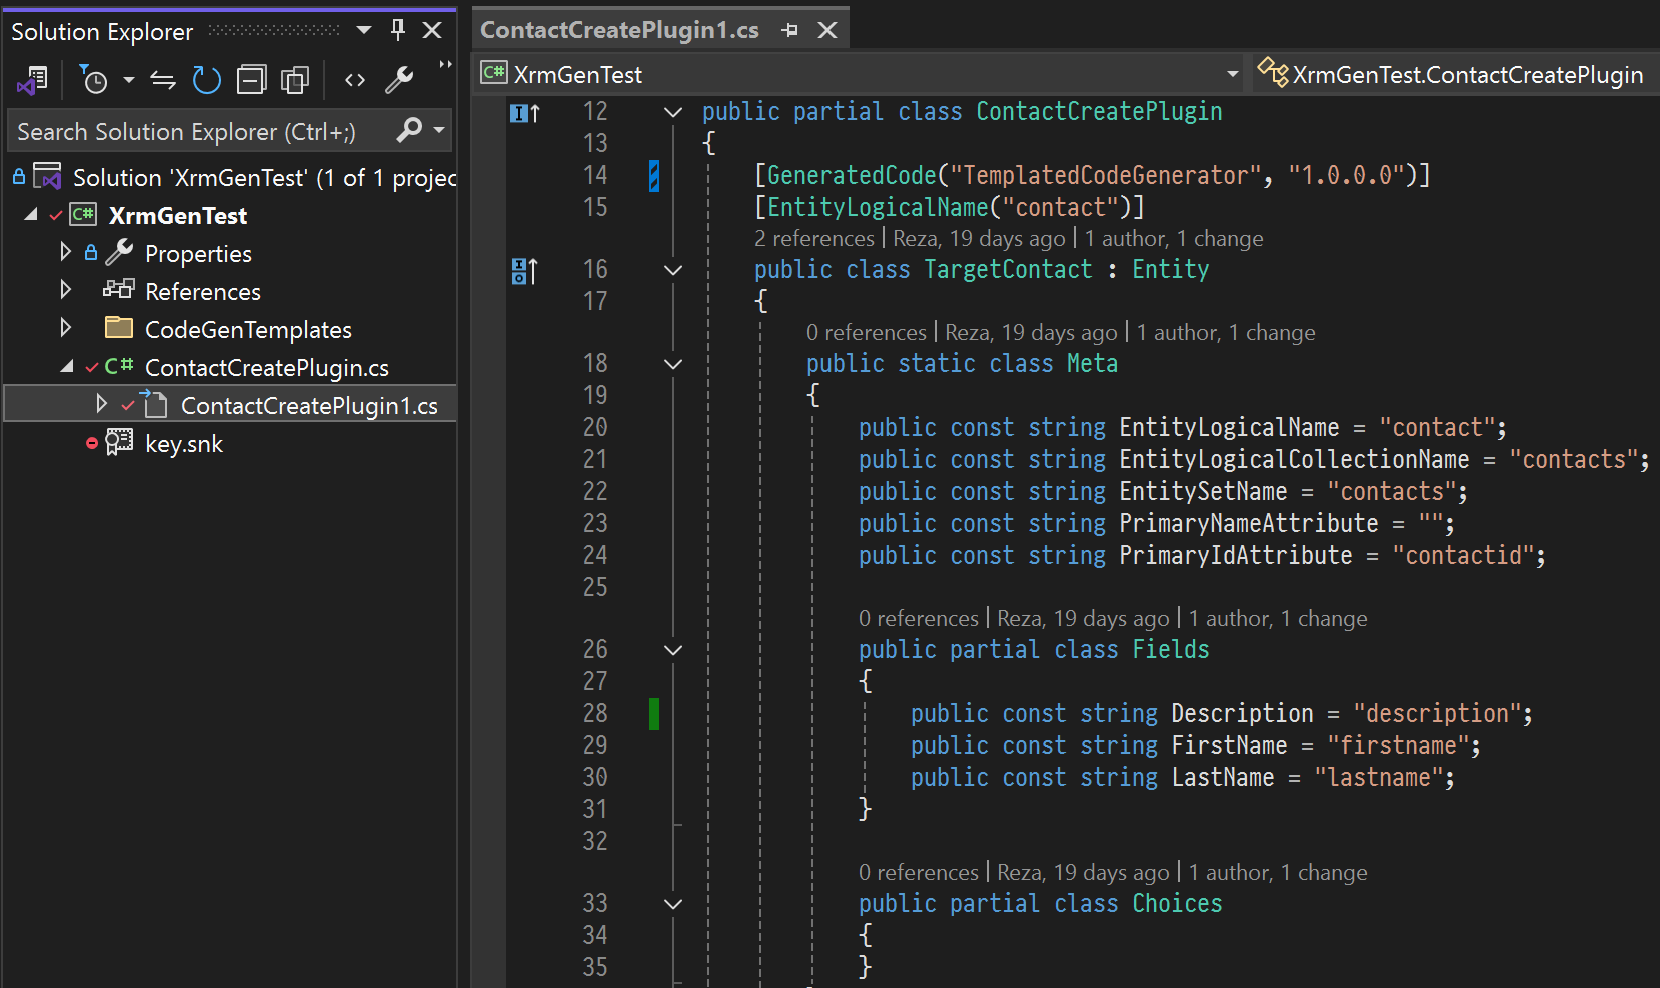 Solution Explorer
Search Solution Explorer (Ctrl+;)
Solution 'XrmGenTest' (1 of 1 projec
C# XrmGenTest
Properties
References
CodeGenTemplates
C# ContactCreatePlugin.cs
ContactCreatePlugin1.cs
key.snk
ContactCreatePlugin1.cs
C# XrmGenTest
XrmGenTest.ContactCreatePlugin
12 public partial class ContactCreatePlugin
13 {
14 [GeneratedCode("TemplatedCodeGenerator", "1.0.0.0")]
15 [EntityLogicalName("contact")]
2 references | Reza, 19 days ago | 1 author, 1 change
16 public class TargetContact : Entity
17 {
0 references | Reza, 19 days ago | 1 author, 1 change
18 public static class Meta
19 {
20 public const string EntityLogicalName = "contact";
21 public const string EntityLogicalCollectionName = "contacts";
22 public const string EntitySetName = "contacts";
23 public const string PrimaryNameAttribute = "";
24 public const string PrimaryIdAttribute = "contactid";
25
0 references | Reza, 19 days ago | 1 author, 1 change
26 public partial class Fields
27 {
28 public const string Description = "description";
29 public const string FirstName = "firstname";
30 public const string LastName = "lastname";
31 }
32
0 references | Reza, 19 days ago | 1 author, 1 change
33 public partial class Choices
34 {
35 }